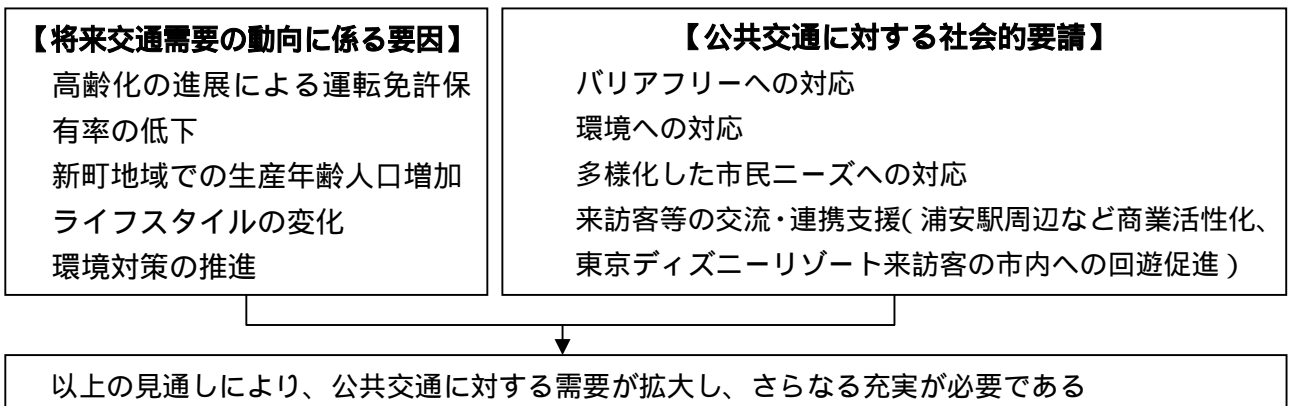 【将来交通需要の動向に係る要因】
高齢化の進展による運転免許保
有率の低下
新町地域での生産年齢人口増加
ライフスタイルの変化
環境対策の推進
【公共交通に対する社会的要請】
バリアフリーへの対応
環境への対応
多様化した市民ニーズへの対応
来訪客等の交流・連携支援(浦安駅周辺など商業活性化、
東京ディズニーリゾート来訪客の市内への回遊促進)
以上の見通しにより、公共交通に対する需要が拡大し、さらなる充実が必要である